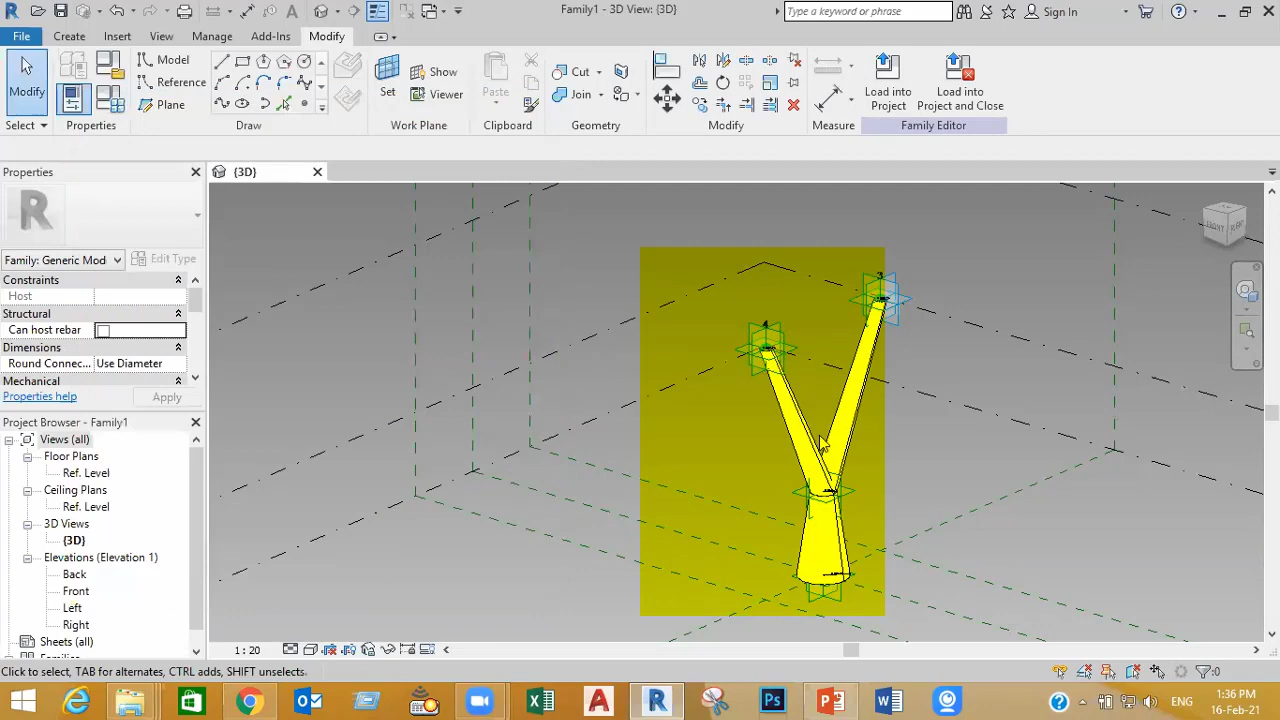 Family1 - 3D View: {3D}
Type a keyword or phrase
Sign In
File
Create
Insert
View
Manage
Add-Ins
Modify
Modify
Select
Properties
Model
Reference
Plane
Draw
Set
Show
Viewer
Work Plane
Paste
Clipboard
Cut
Join
Geometry
Modify
Measure
Load into
Project
Load into
Project and Close
Family Editor
Properties
{3D}
R
Family: Generic Mod
Edit Type
Constraints
Host
Structural
Can host rebar
Dimensions
Round Connec...
Use Diameter
Mechanical
Properties help
Apply
Project Browser - Family1
Views (all)
Floor Plans
Ref. Level
Ceiling Plans
Ref. Level
3D Views
{3D}
Elevations (Elevation 1)
Back
Front
Left
Right
Sheets (all)
3
4
1 : 20
Click to select, TAB for alternates, CTRL adds, SHIFT unselects.
:0
ENG
1:36 PM
16-Feb-21